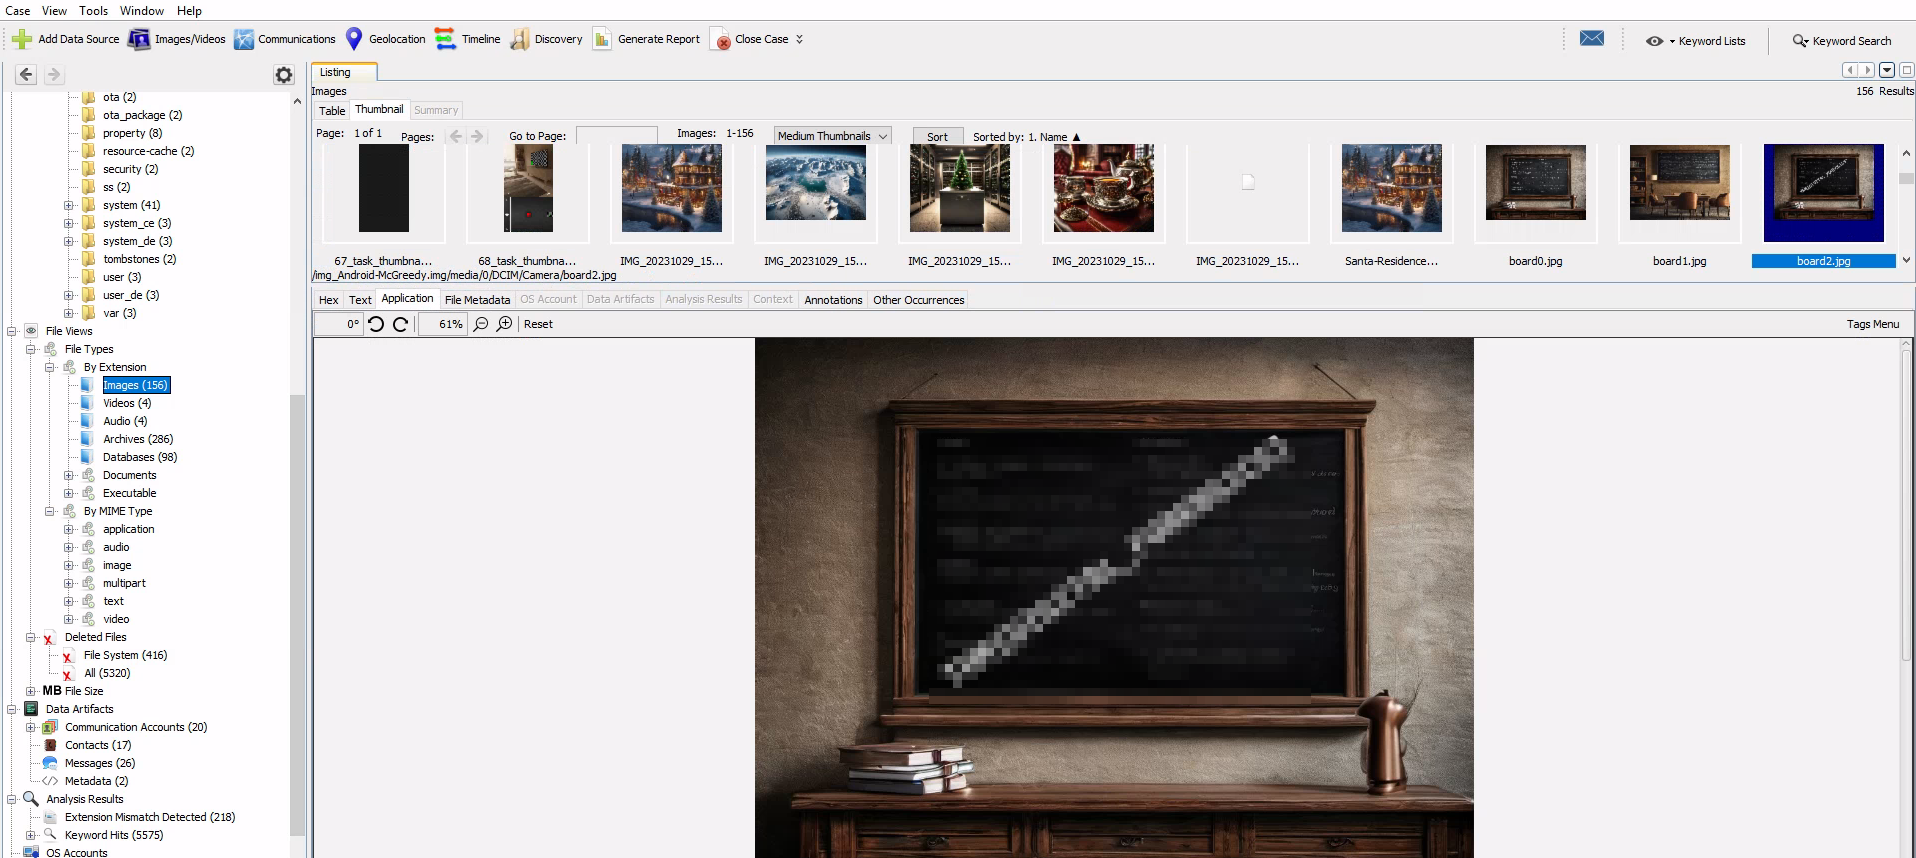 Case View Tools Window Help
Add Data Source Images/Videos Communications Geolocation Timeline Discovery Generate Report Close Case Keyword Lists Keyword Search
ota (2)
ota_package (2)
property (8)
resource-cache (2)
security (2)
ss (2)
system (41)
system_ce (3)
system_de (3)
tombstones (2)
user (3)
user_de (3)
var (3)
File Views
File Types
By Extension
Images (156)
Videos (4)
Audio (4)
Archives (286)
Databases (98)
Documents
Executable
By MIME Type
application
audio
image
multipart
text
video
Deleted Files
File System (416)
All (5320)
MB File Size
Data Artifacts
Communication Accounts (20)
Contacts (17)
Messages (26)
Metadata (2)
Analysis Results
Extension Mismatch Detected (218)
Keyword Hits (5575)
OS Accounts
Listing
Images 156 Results
Table Thumbnail Summary
Page: 1 of 1 Pages: Go to Page: Images: 1-156 Medium Thumbnails Sort Sorted by: 1. Name ▲
67_task_thumbna... 68_task_thumbna... IMG_20231029_15... IMG_20231029_15... IMG_20231029_15... IMG_20231029_15... IMG_20231029_15... Santa-Residence... board0.jpg board1.jpg board2.jpg
/img_Android-McGreedy.img/media/0/DCIM/Camera/board2.jpg
Hex Text Application File Metadata OS Account Data Artifacts Analysis Results Context Annotations Other Occurrences
0° 61% Reset Tags Menu